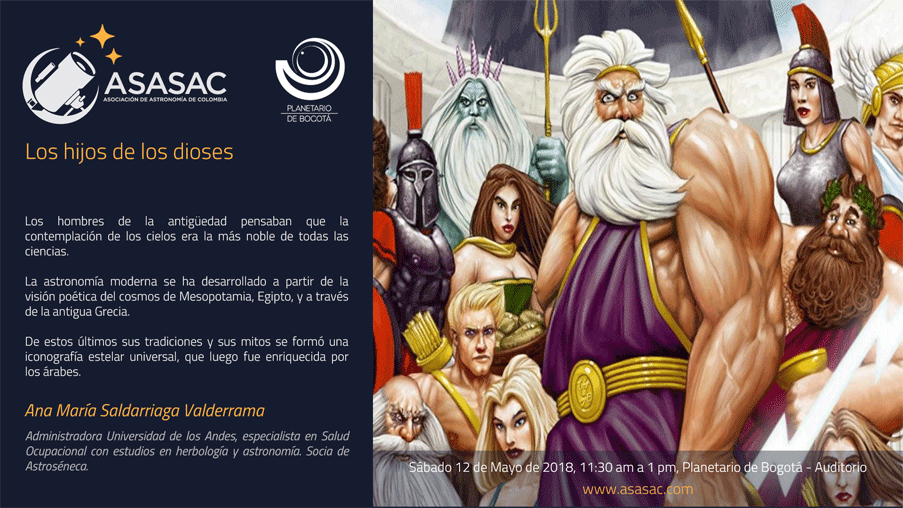 ASASAC
ASOCIACIÓN DE ASTRONOMÍA DE COLOMBIA
PLANETARIO
DE BOGOTÁ
Los hijos de los dioses
Los hombres de la antigüedad pensaban que la
contemplación de los cielos era la más noble de todas las
ciencias.
La astronomía moderna se ha desarrollado a partir de la
visión poética del cosmos de Mesopotamia, Egipto, y a través
de la antigua Grecia.
De estos últimos sus tradiciones y sus mitos se formó una
iconografía estelar universal, que luego fue enriquecida por
los árabes.
Ana María Saldarriaga Valderrama
Administradora Universidad de los Andes, especialista en Salud
Ocupacional con estudios en herbología y astronomía. Socia de
Astroséneca.
Sábado 12 de Mayo de 2018, 11:30 am a 1 pm, Planetario de Bogotá - Auditorio
www.asasac.com